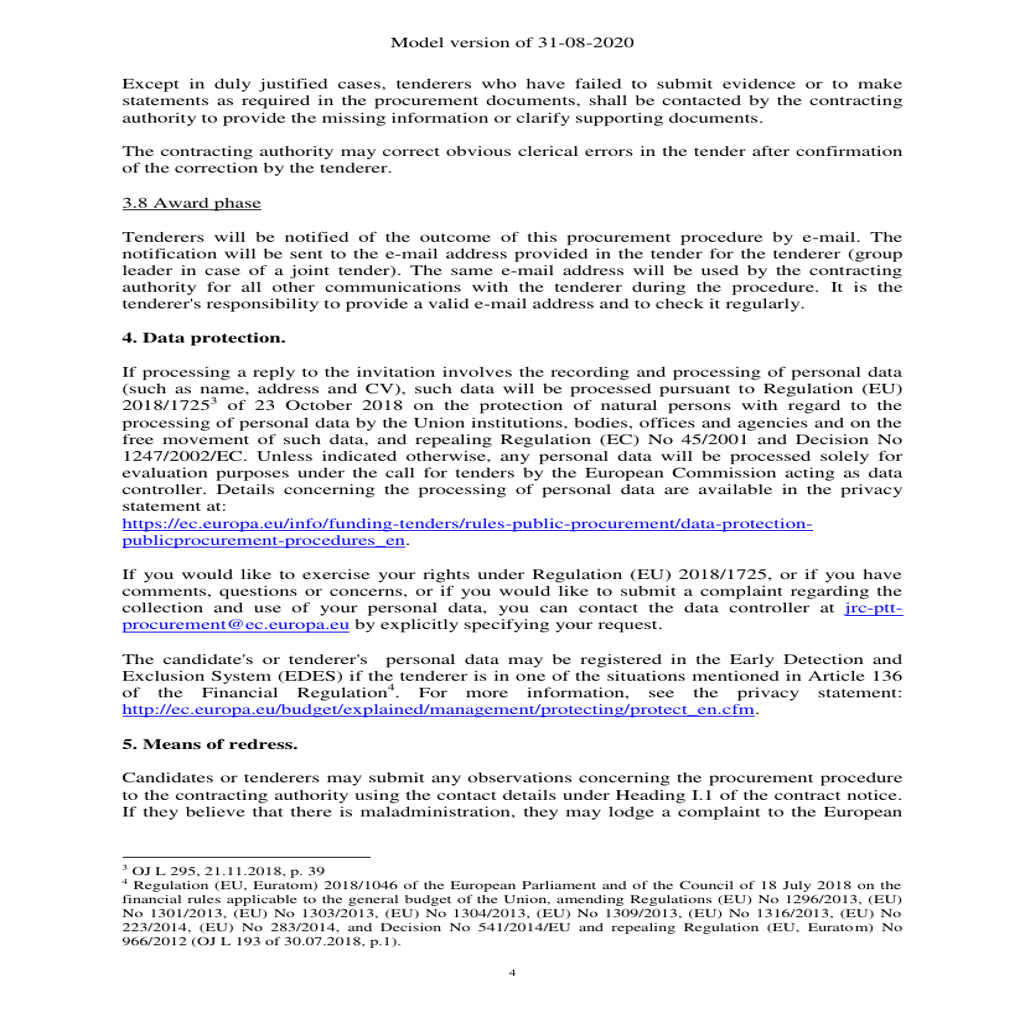 Model version of 31-08-2020
Except in duly justified cases, tenderers who have failed to submit evidence or to make
statements as required in the procurement documents, shall be contacted by the contracting
authority to provide the missing information or clarify supporting documents.
The contracting authority may correct obvious clerical errors in the tender after confirmation
of the correction by the tenderer.
3.8 Award phase
Tenderers will be notified of the outcome of this procurement procedure by e-mail. The
notification will be sent to the e-mail address provided in the tender for the tenderer (group
leader in case of a joint tender). The same e-mail address will be used by the contracting
authority for all other communications with the tenderer during the procedure. It is the
tenderer's responsibility to provide a valid e-mail address and to check it regularly.
4. Data protection.
If processing a reply to the invitation involves the recording and processing of personal data
(such as name, address and CV), such data will be processed pursuant to Regulation (EU)
2018/1725³ of 23 October 2018 on the protection of natural persons with regard to the
processing of personal data by the Union institutions, bodies, offices and agencies and on the
free movement of such data, and repealing Regulation (EC) No 45/2001 and Decision No
1247/2002/EC. Unless indicated otherwise, any personal data will be processed solely for
evaluation purposes under the call for tenders by the European Commission acting as data
controller. Details concerning the processing of personal data are available in the privacy
statement at:
https://ec.europa.eu/info/funding-tenders/rules-public-procurement/data-protection-
publicprocurement-procedures_en.
If you would like to exercise your rights under Regulation (EU) 2018/1725, or if you have
comments, questions or concerns, or if you would like to submit a complaint regarding the
collection and use of your personal data, you can contact the data controller at jrc-ptt-
procurement@ec.europa.eu by explicitly specifying your request.
The candidate's or tenderer's  personal data may be registered in the Early Detection and
Exclusion System (EDES) if the tenderer is in one of the situations mentioned in Article 136
of the Financial Regulation⁴. For more information, see the privacy statement:
http://ec.europa.eu/budget/explained/management/protecting/protect_en.cfm.
5. Means of redress.
Candidates or tenderers may submit any observations concerning the procurement procedure
to the contracting authority using the contact details under Heading I.1 of the contract notice.
If they believe that there is maladministration, they may lodge a complaint to the European
³ OJ L 295, 21.11.2018, p. 39
⁴ Regulation (EU, Euratom) 2018/1046 of the European Parliament and of the Council of 18 July 2018 on the
financial rules applicable to the general budget of the Union, amending Regulations (EU) No 1296/2013, (EU)
No 1301/2013, (EU) No 1303/2013, (EU) No 1304/2013, (EU) No 1309/2013, (EU) No 1316/2013, (EU) No
223/2014, (EU) No 283/2014, and Decision No 541/2014/EU and repealing Regulation (EU, Euratom) No
966/2012 (OJ L 193 of 30.07.2018, p.1).
4